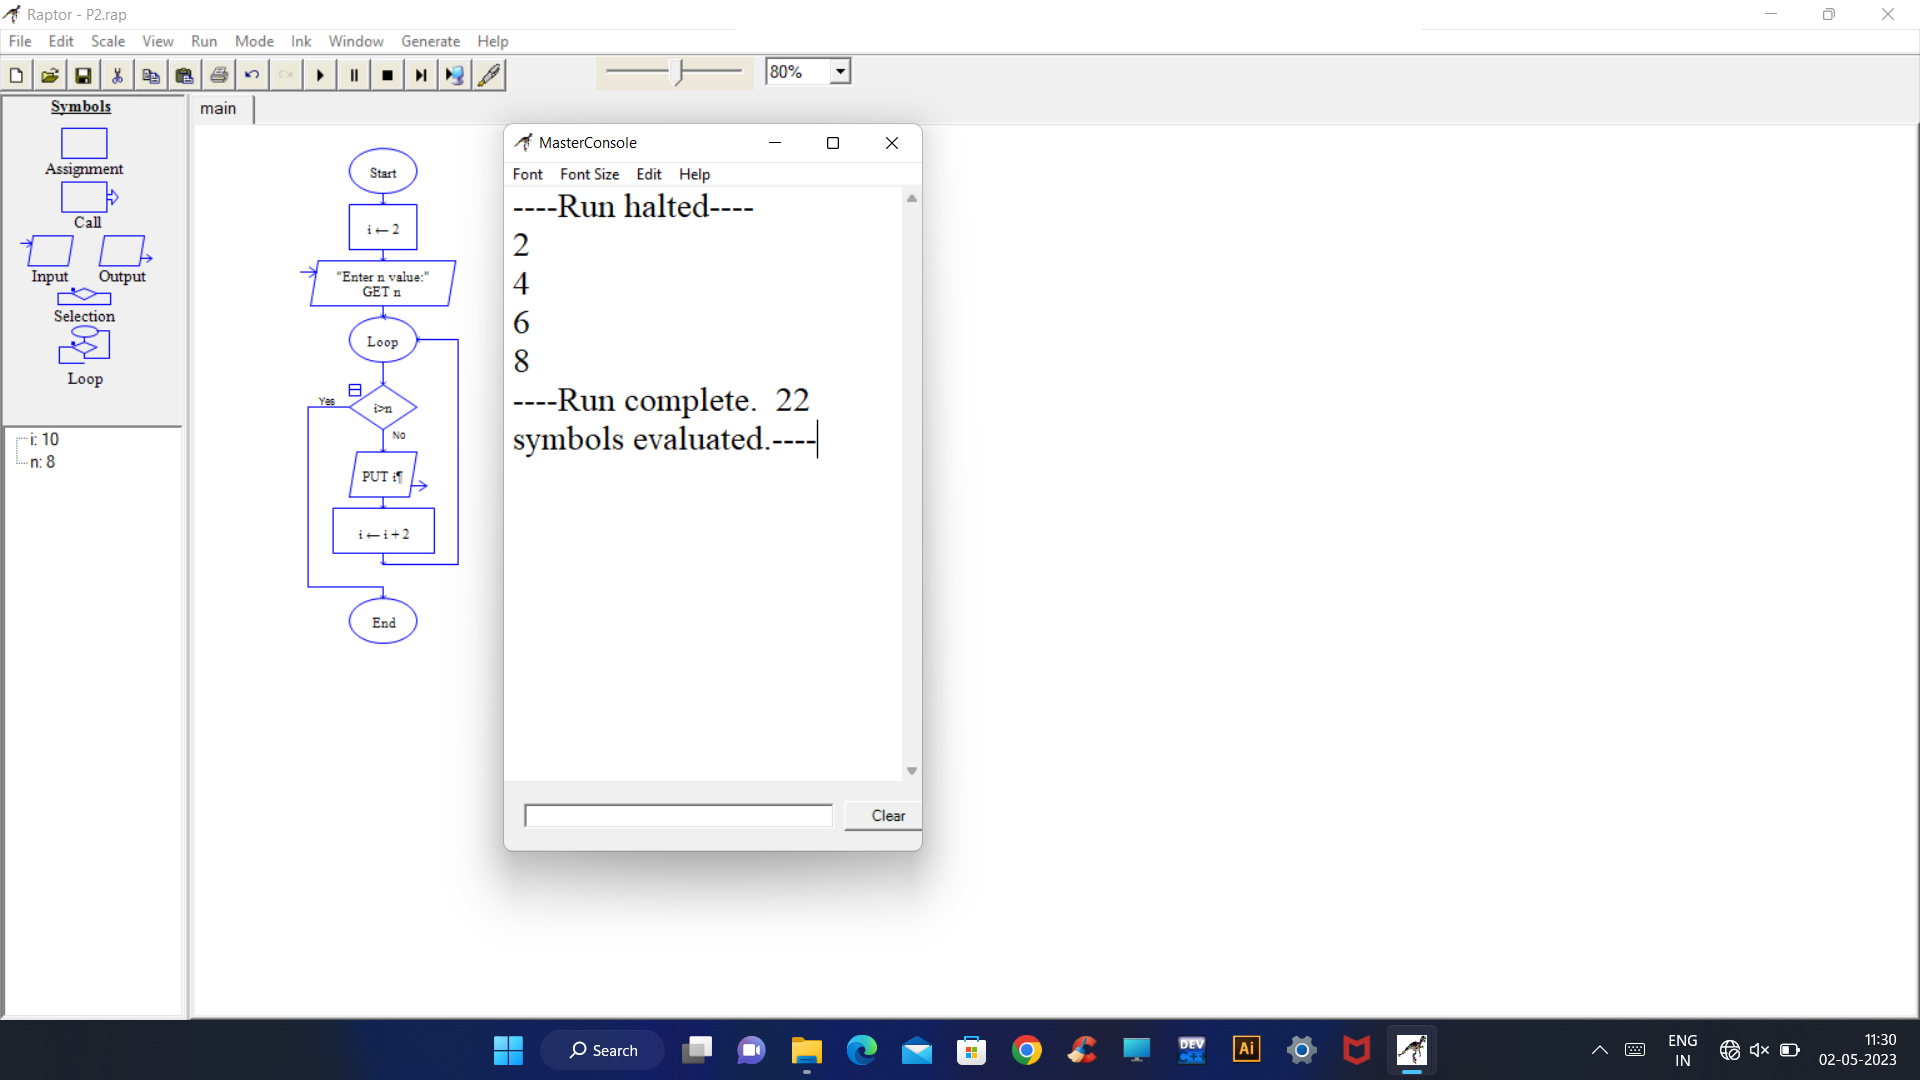 Raptor - P2.rap
File Edit Scale View Run Mode Ink Window Generate Help
80%
Symbols
Assignment
Call
Input Output
Selection
Loop
i: 10
n: 8
main
Start
i ← 2
"Enter n value:"
GET n
Loop
Yes
i>n
No
PUT i¶
i ← i + 2
End
MasterConsole
Font Font Size Edit Help
----Run halted----
2
4
6
8
----Run complete. 22
symbols evaluated.----
Clear
Search
DEV
C++
Ai
ENG
IN
11:30
02-05-2023